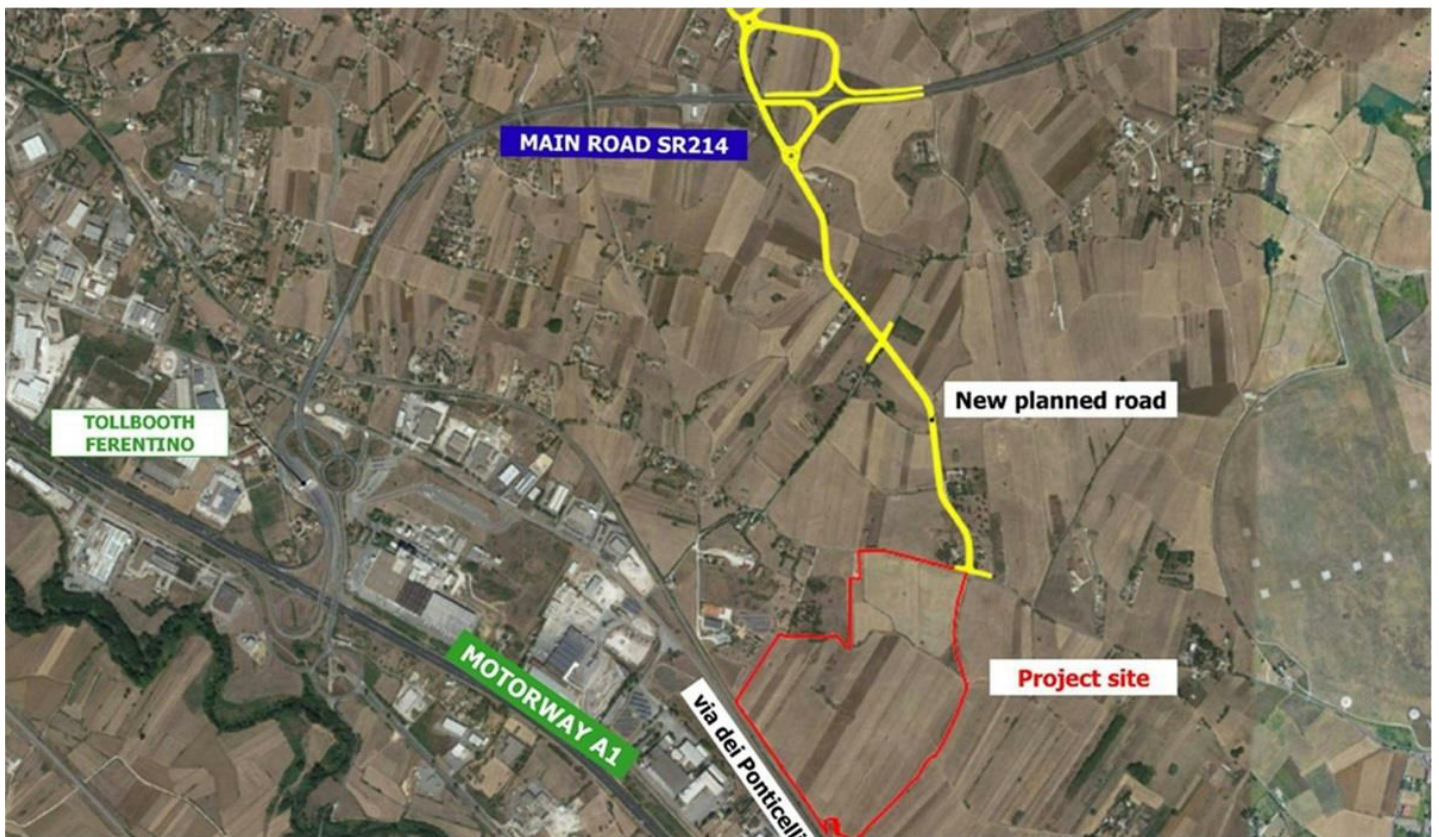 MAIN ROAD SR214
New planned road
TOLLBOOTH
FERENTINO
MOTORWAY A1
Project site
via dei Ponticelli